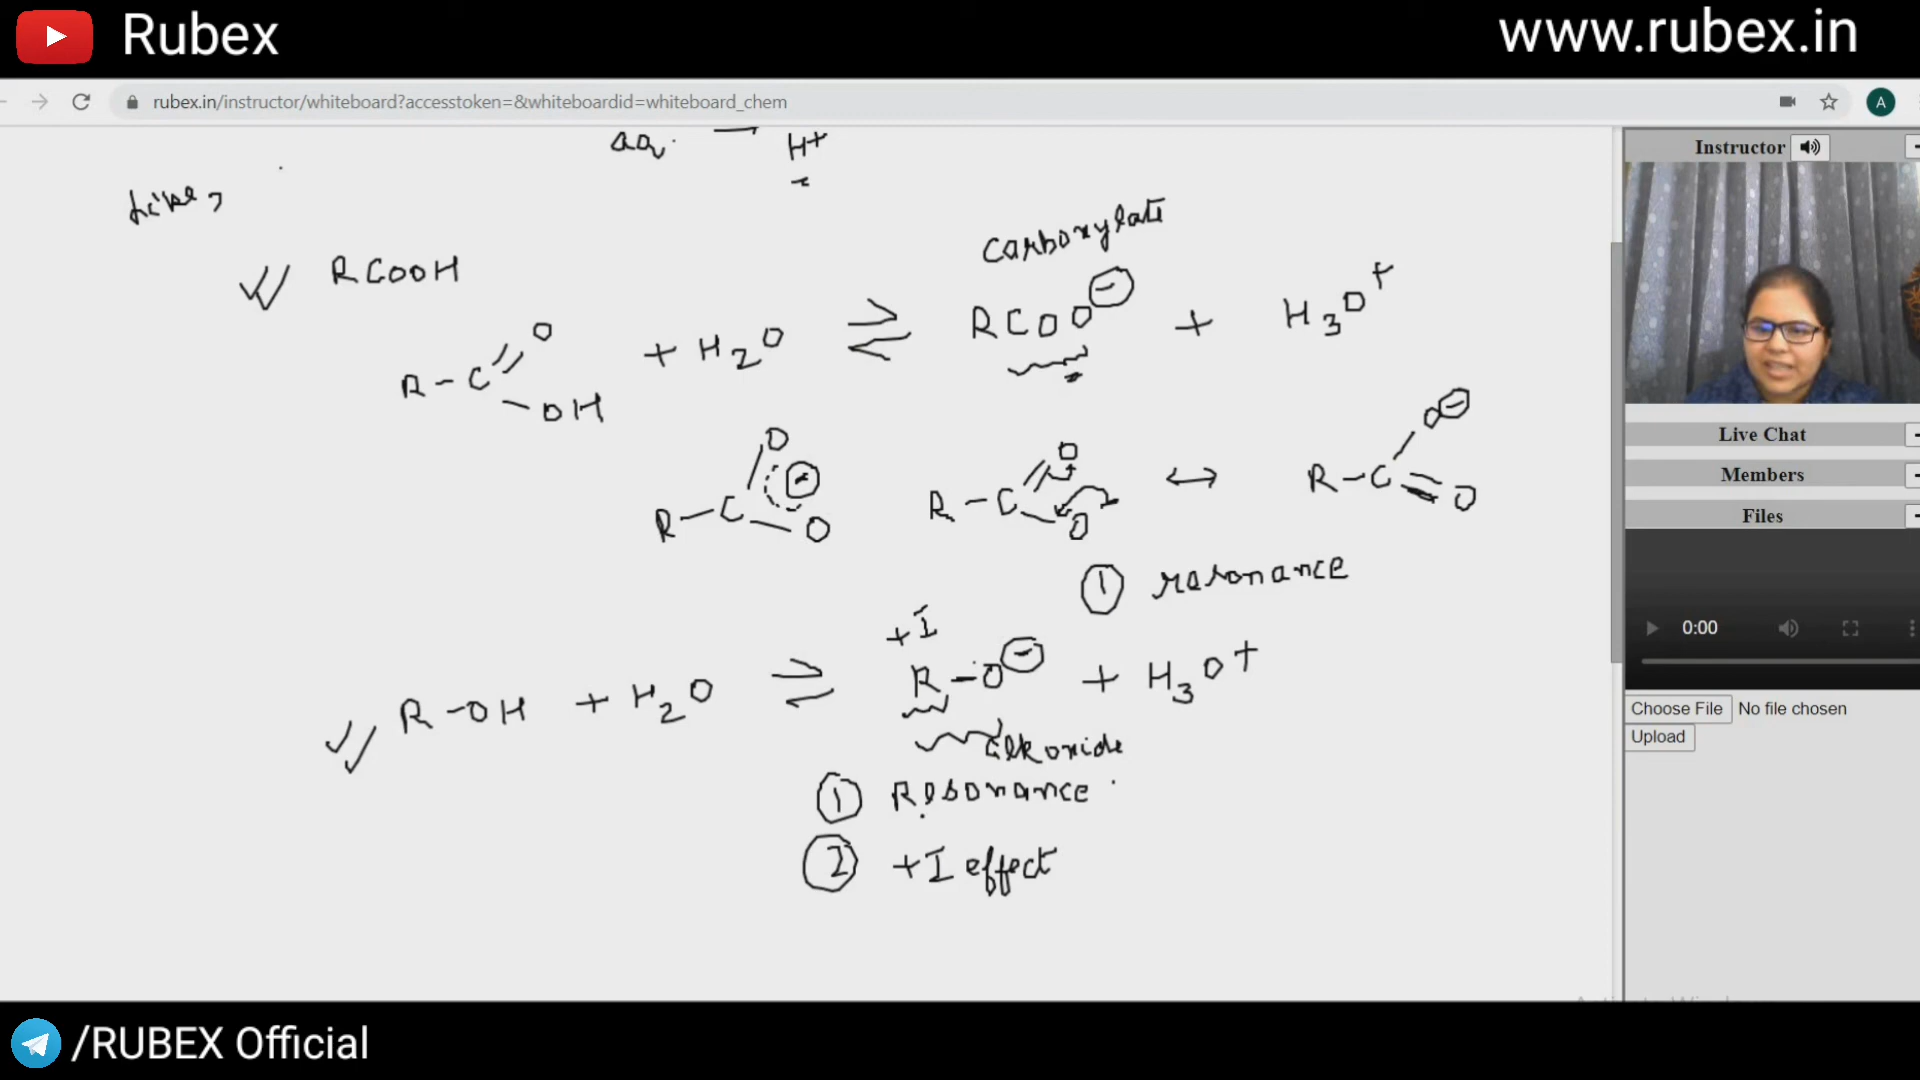 Rubex
www.rubex.in
rubex.in/instructor/whiteboard?accesstoken=&whiteboardid=whiteboard_chem
A
aq.
H+
Like,
Carboxylate
RCOOH
R-C=O -OH + H2O ⇌ RCOO⊖ + H3O+
R-C O O ⊖
R-C=O -O ↔ R-C=O -O⊖
① resonance
+I
R-OH + H2O ⇌ R-O⊖ + H3O+
alkoxide
① Resonance
② +I effect
Instructor
Live Chat
Members
Files
0:00
Choose File No file chosen
Upload
/RUBEX Official